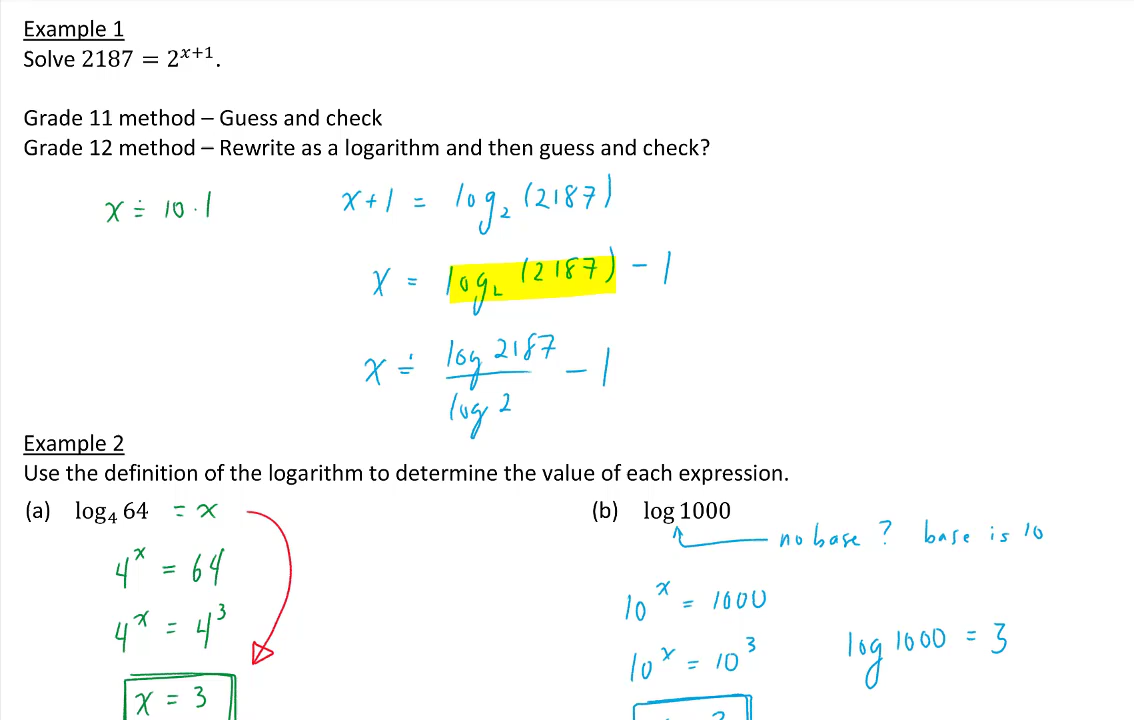 Example 1
Solve 2187 = 2^{x+1}.
Grade 11 method – Guess and check
Grade 12 method – Rewrite as a logarithm and then guess and check?
x ≐ 10.1
x + 1 = log₂ (2187)
x = log₂ (2187) − 1
x ≐ log 2187 / log 2 − 1
Example 2
Use the definition of the logarithm to determine the value of each expression.
(a) log₄ 64 = x
4^x = 64
4^x = 4^3
x = 3
(b) log 1000
no base ? base is 10
10^x = 1000
10^x = 10^3
log 1000 = 3